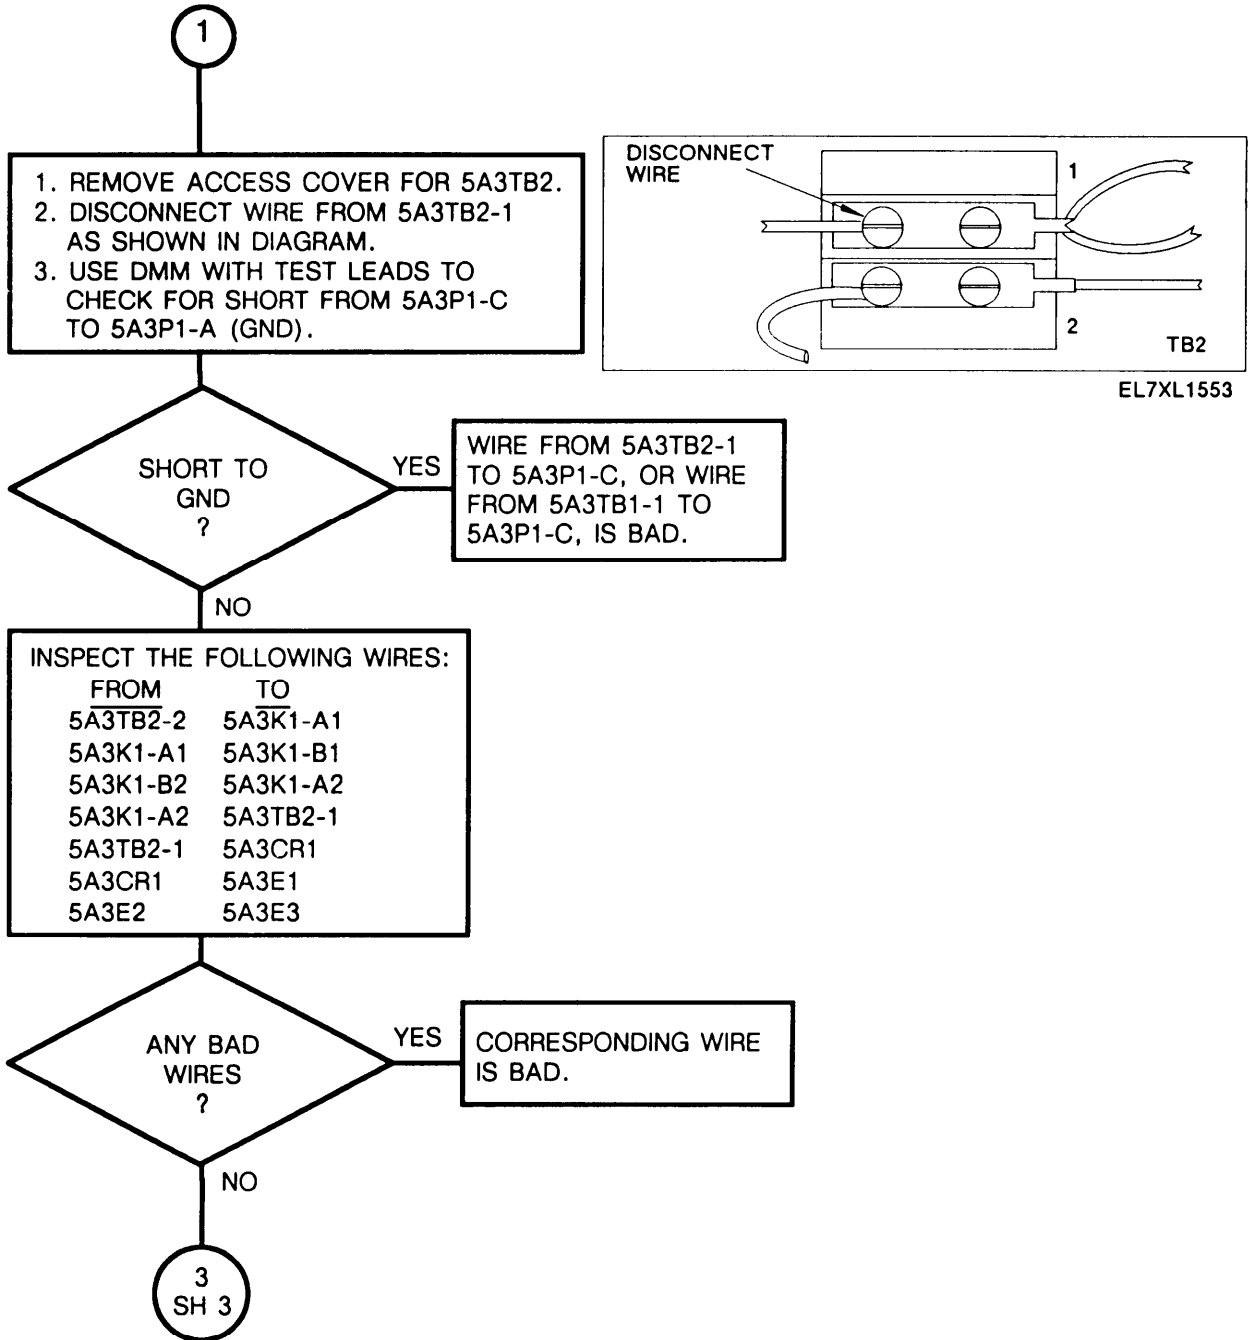 1
1. REMOVE ACCESS COVER FOR 5A3TB2.
2. DISCONNECT WIRE FROM 5A3TB2-1
AS SHOWN IN DIAGRAM.
3. USE DMM WITH TEST LEADS TO
CHECK FOR SHORT FROM 5A3P1-C
TO 5A3P1-A (GND).
DISCONNECT
WIRE
1
2
TB2
EL7XL1553
SHORT TO
GND
?
YES
WIRE FROM 5A3TB2-1
TO 5A3P1-C, OR WIRE
FROM 5A3TB1-1 TO
5A3P1-C, IS BAD.
NO
INSPECT THE FOLLOWING WIRES:
FROM TO
5A3TB2-2 5A3K1-A1
5A3K1-A1 5A3K1-B1
5A3K1-B2 5A3K1-A2
5A3K1-A2 5A3TB2-1
5A3TB2-1 5A3CR1
5A3CR1 5A3E1
5A3E2 5A3E3
ANY BAD
WIRES
?
YES
CORRESPONDING WIRE
IS BAD.
NO
3
SH 3